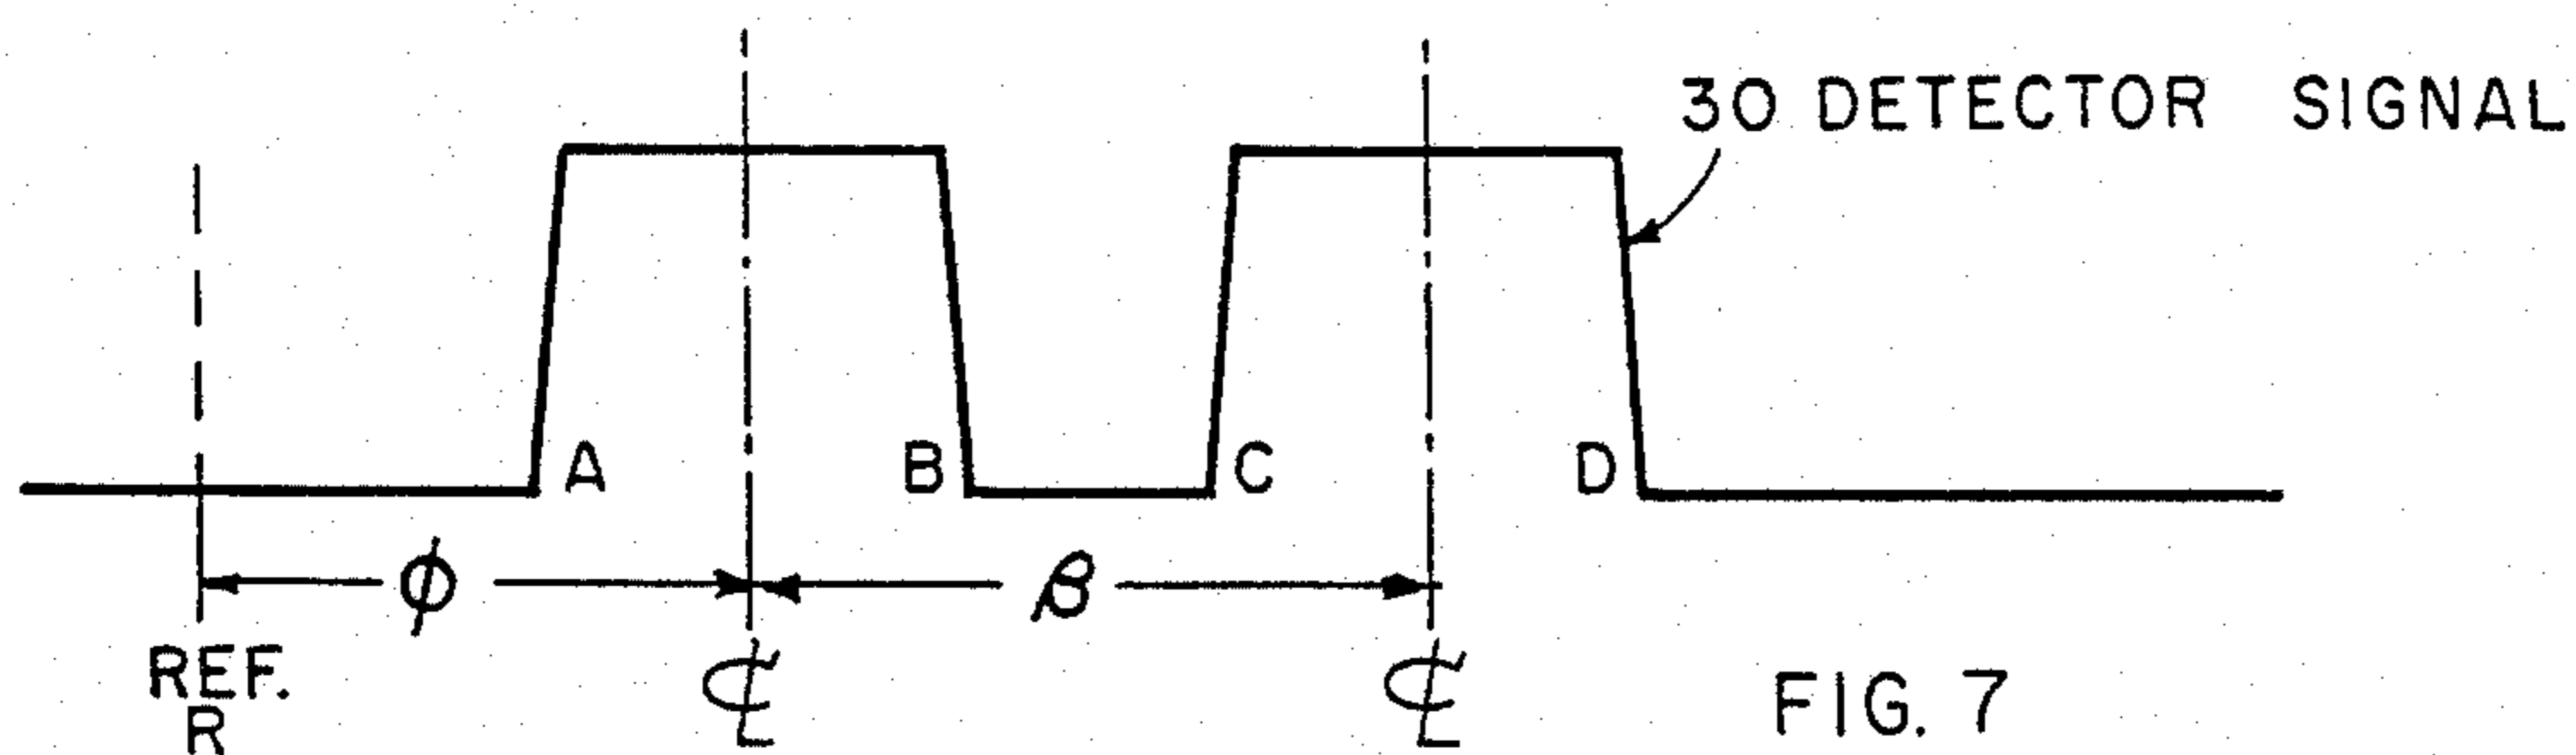 30 DETECTOR SIGNAL
A B C D
ϕ β
REF.
R
℄ ℄
FIG. 7